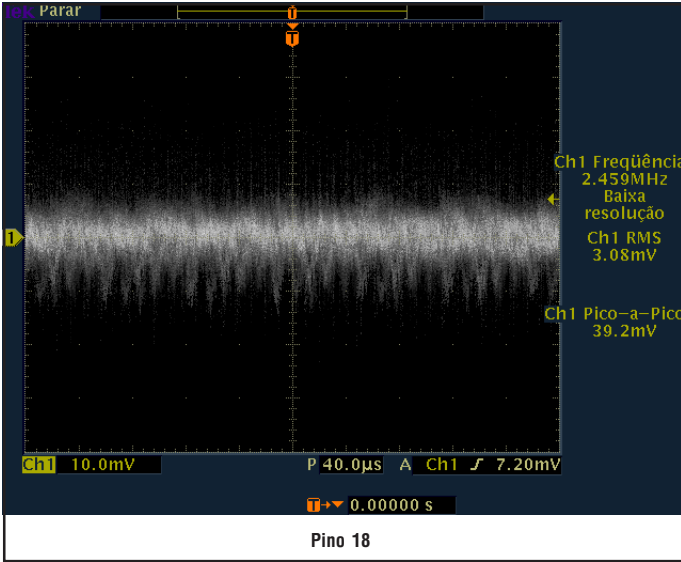 Tek Parar
T
T
Ch1 Freqüência
2.459MHz
Baixa
resolução
1
Ch1 RMS
3.08mV
Ch1 Pico-a-Pico
39.2mV
Ch1 10.0mV P 40.0µs A Ch1 7.20mV
T 0.00000 s
Pino 18